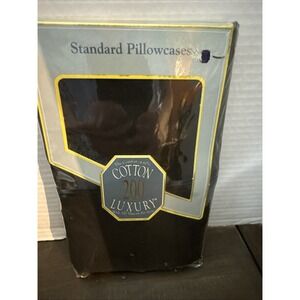 Standard Pillowcases
COTTON
200
LUXURY